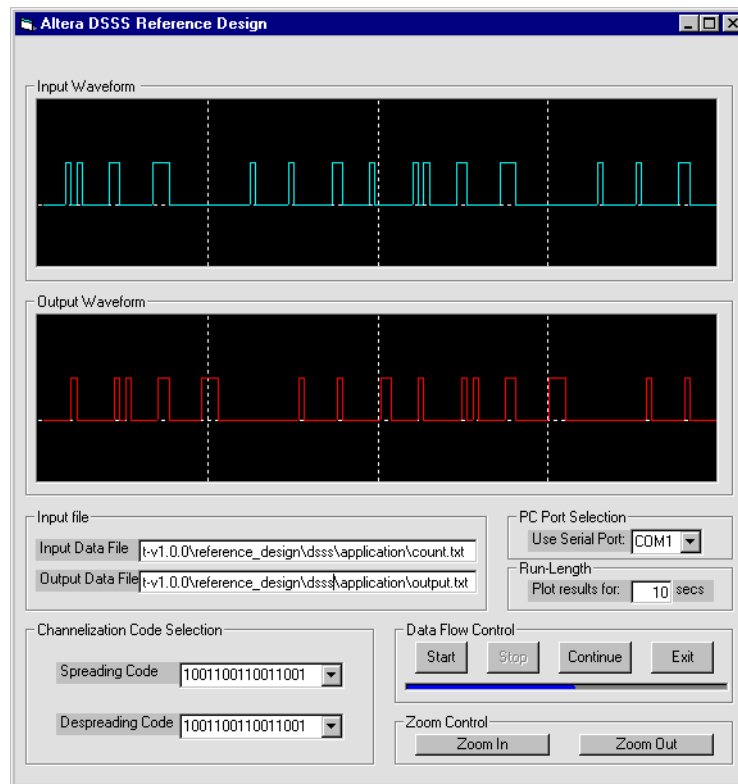 Altera DSSS Reference Design
Input Waveform
Output Waveform
Input file
Input Data File t-v1.0.0\reference_design\dsss\application\count.txt
Output Data File t-v1.0.0\reference_design\dsss\application\output.txt
PC Port Selection
Use Serial Port: COM1
Run-Length
Plot results for: 10 secs
Channelization Code Selection
Spreading Code 1001100110011001
Despreading Code 1001100110011001
Data Flow Control
Start Stop Continue Exit
Zoom Control
Zoom In Zoom Out